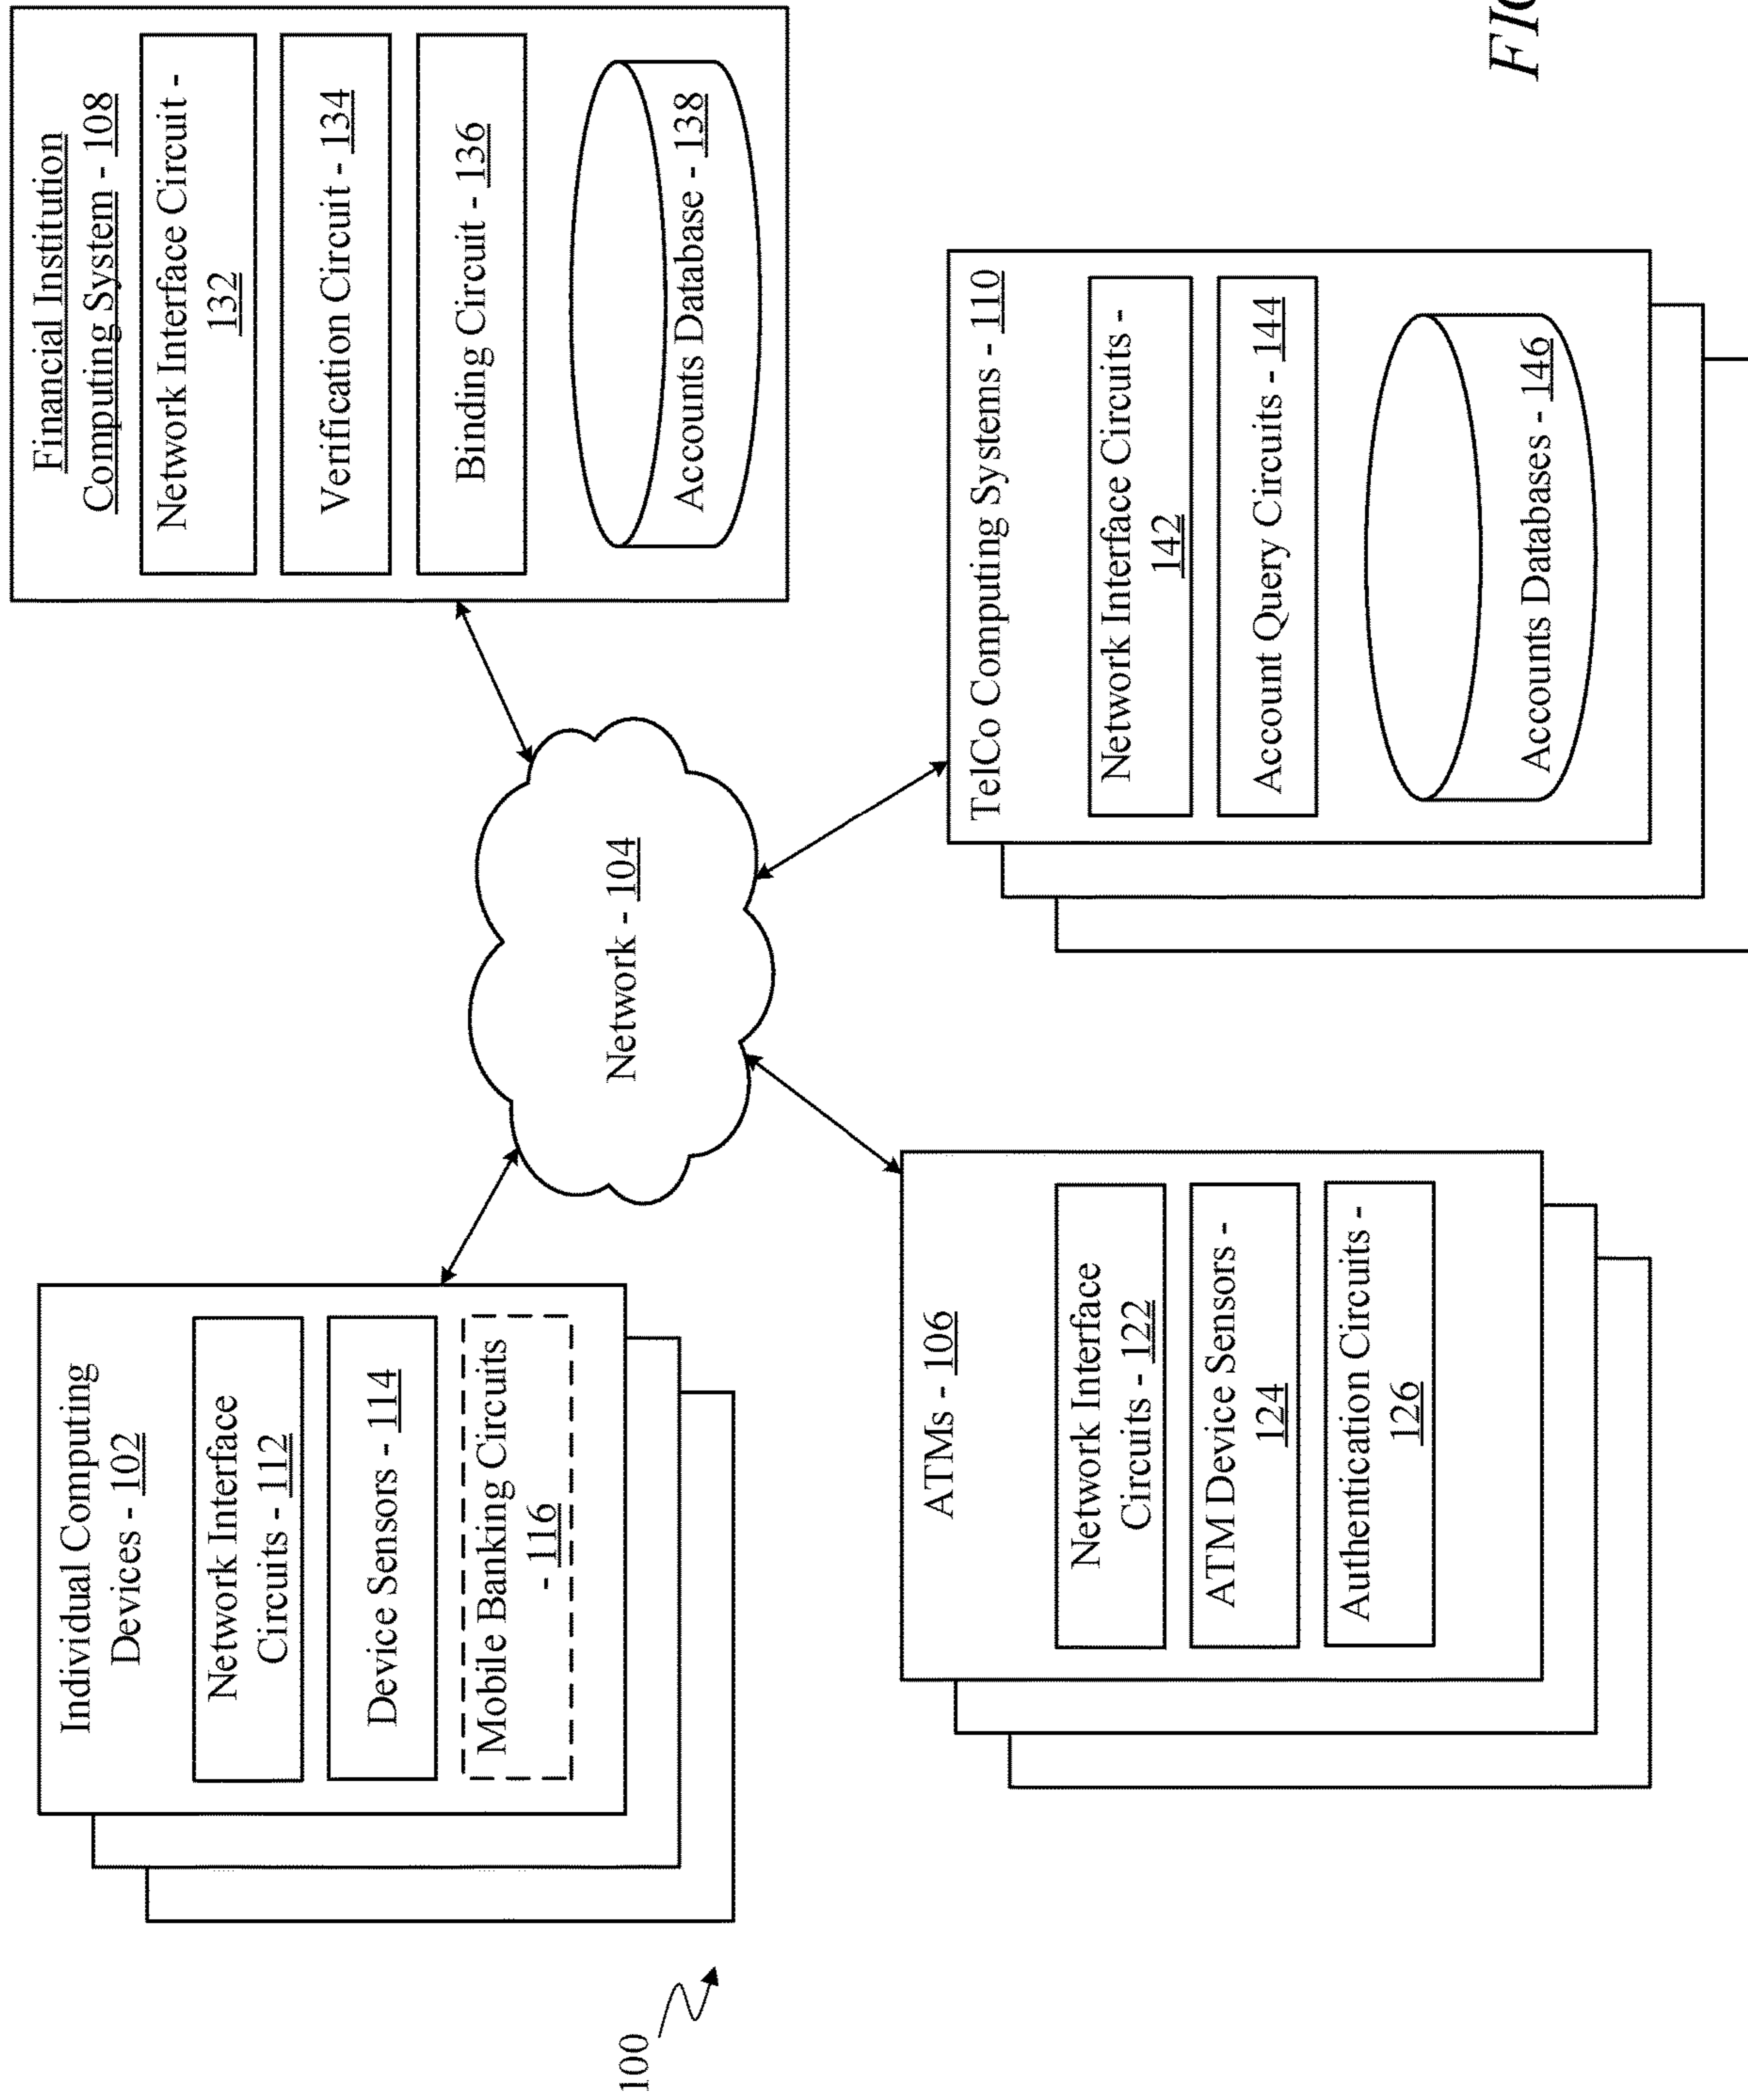 Individual Computing
Devices - 102
Network Interface
Circuits - 112
Device Sensors - 114
Mobile Banking Circuits
- 116
Financial Institution
Computing System - 108
Network Interface Circuit -
132
Verification Circuit - 134
Binding Circuit - 136
Accounts Database - 138
Network - 104
100
ATMs - 106
Network Interface
Circuits - 122
ATM Device Sensors -
124
Authentication Circuits -
126
TelCo Computing Systems - 110
Network Interface Circuits -
142
Account Query Circuits - 144
Accounts Databases - 146